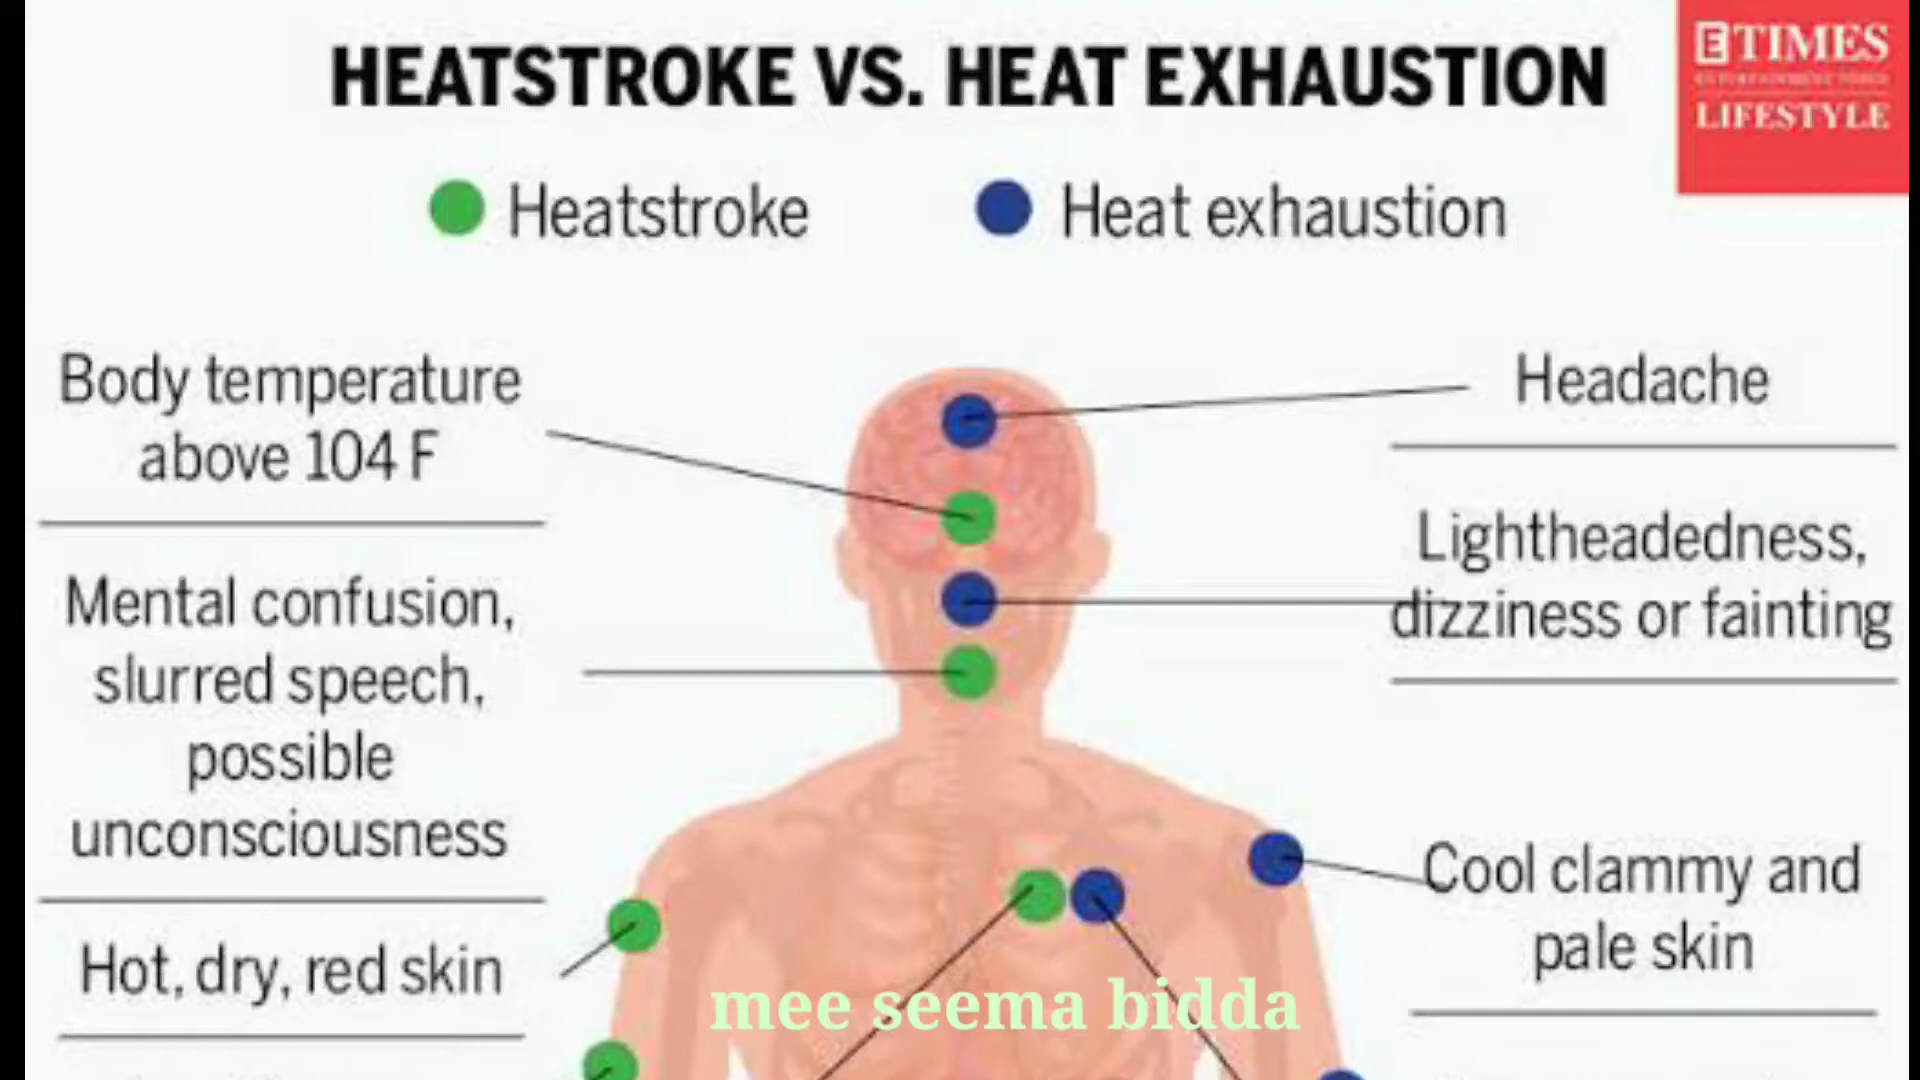 HEATSTROKE VS. HEAT EXHAUSTION
ETIMES
LIFESTYLE
Heatstroke
Heat exhaustion
Body temperature
above 104 F
Mental confusion,
slurred speech,
possible
unconsciousness
Hot, dry, red skin
Headache
Lightheadedness,
dizziness or fainting
Cool clammy and
pale skin
mee seema bidda